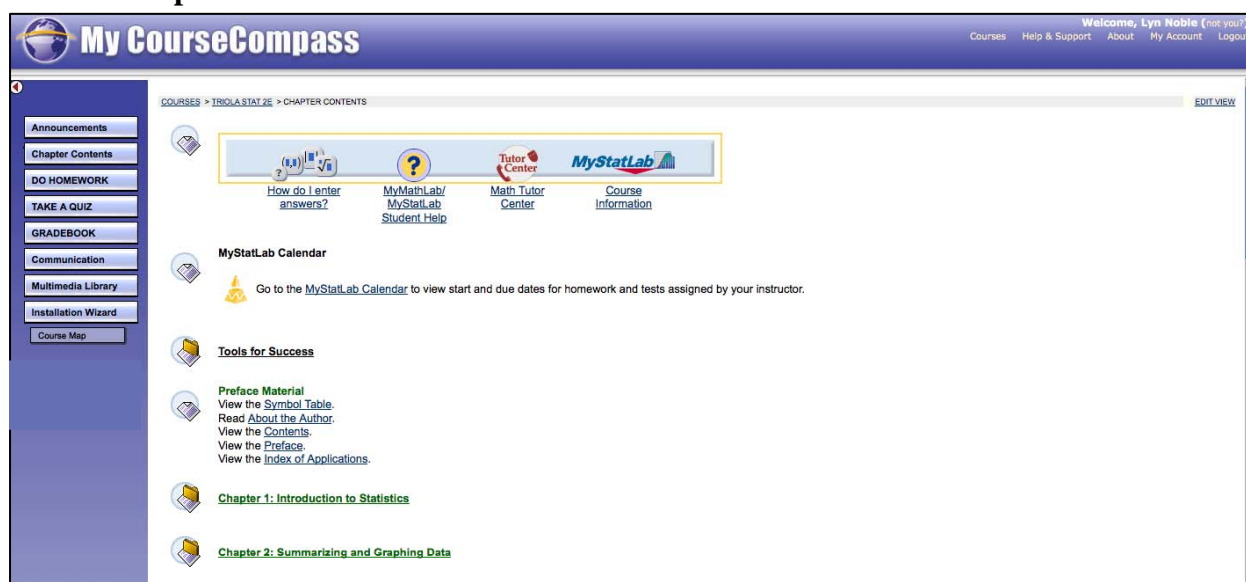 My CourseCompass
Welcome, Lyn Noble (not you?)
Courses Help & Support About My Account Logou
COURSES > TRIOLA STAT 2E > CHAPTER CONTENTS
EDIT VIEW
Announcements
Chapter Contents
DO HOMEWORK
TAKE A QUIZ
GRADEBOOK
Communication
Multimedia Library
Installation Wizard
Course Map
?
Tutor
Center
MyStatLab
How do I enter
answers?
MyMathLab/
MyStatLab
Student Help
Math Tutor
Center
Course
Information
MyStatLab Calendar
Go to the MyStatLab Calendar to view start and due dates for homework and tests assigned by your instructor.
Tools for Success
Preface Material
View the Symbol Table.
Read About the Author.
View the Contents.
View the Preface.
View the Index of Applications.
Chapter 1: Introduction to Statistics
Chapter 2: Summarizing and Graphing Data